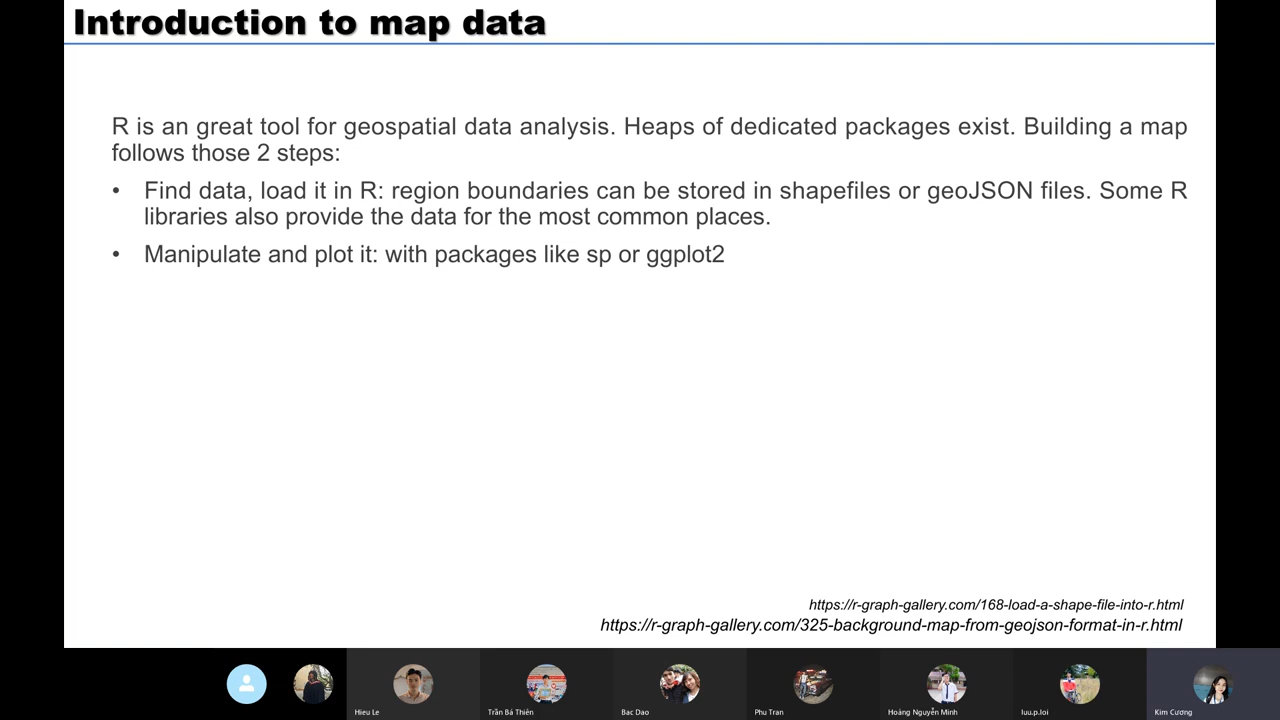 Introduction to map data
R is an great tool for geospatial data analysis. Heaps of dedicated packages exist. Building a map
follows those 2 steps:
• Find data, load it in R: region boundaries can be stored in shapefiles or geoJSON files. Some R
libraries also provide the data for the most common places.
• Manipulate and plot it: with packages like sp or ggplot2
https://r-graph-gallery.com/168-load-a-shape-file-into-r.html
https://r-graph-gallery.com/325-background-map-from-geojson-format-in-r.html
Hieu Le
Trần Bá Thiên
Bac Dao
Phu Tran
Hoàng Nguyễn Minh
luu.p.loi
Kim Cương